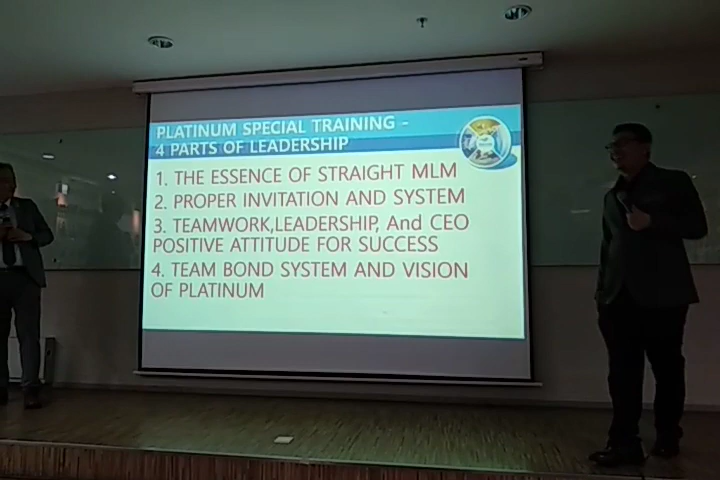 PLATINUM SPECIAL TRAINING -
4 PARTS OF LEADERSHIP
1. THE ESSENCE OF STRAIGHT MLM
2. PROPER INVITATION AND SYSTEM
3. TEAMWORK,LEADERSHIP, And CEO
POSITIVE ATTITUDE FOR SUCCESS
4. TEAM BOND SYSTEM AND VISION
OF PLATINUM